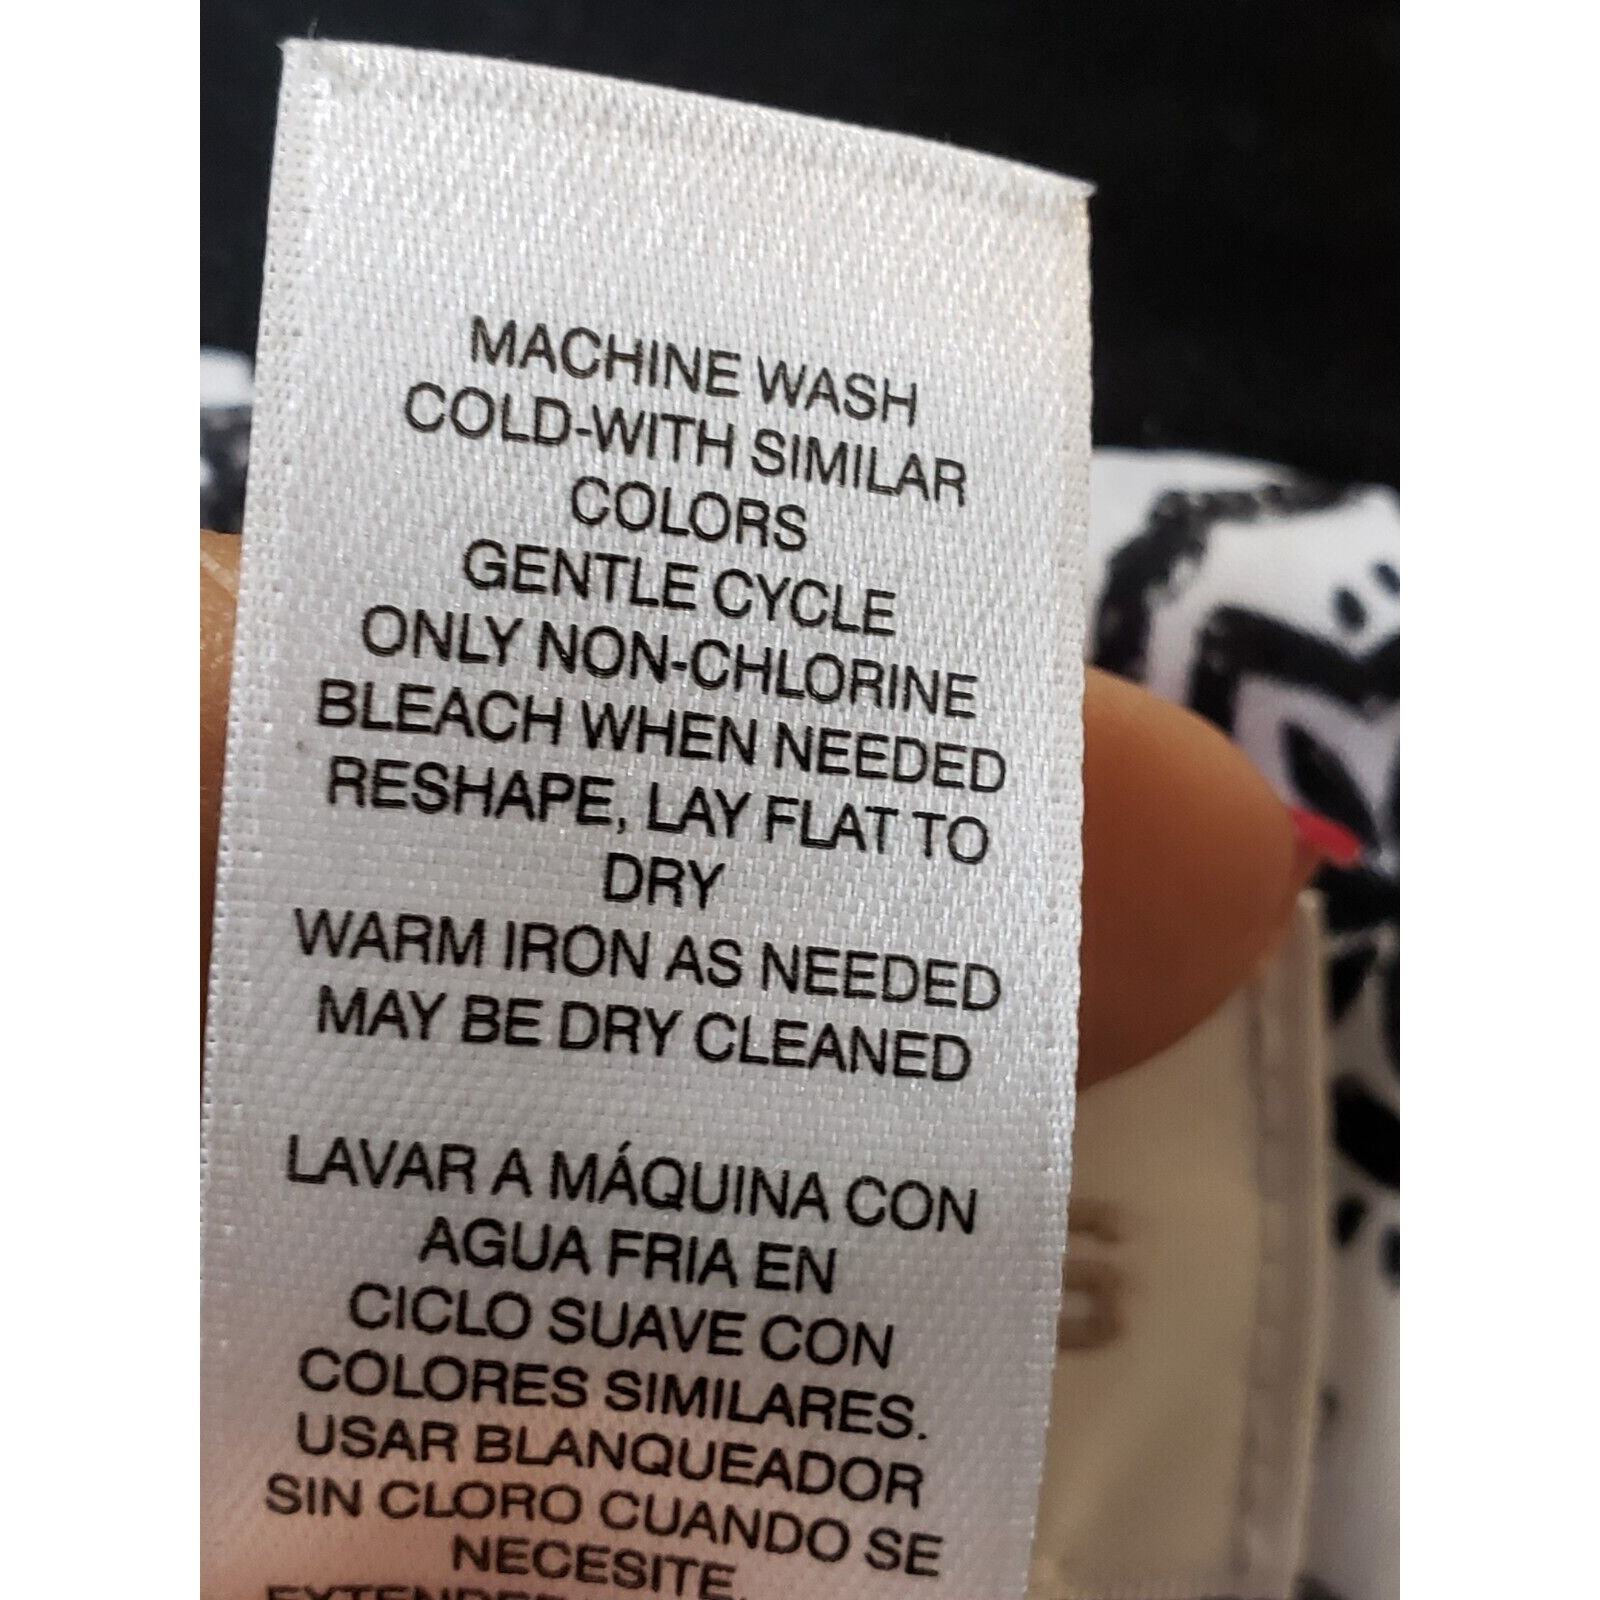 MACHINE WASH
COLD-WITH SIMILAR
COLORS
GENTLE CYCLE
ONLY NON-CHLORINE
BLEACH WHEN NEEDED
RESHAPE, LAY FLAT TO
DRY
WARM IRON AS NEEDED
MAY BE DRY CLEANED
LAVAR A MÁQUINA CON
AGUA FRIA EN
CICLO SUAVE CON
COLORES SIMILARES.
USAR BLANQUEADOR
SIN CLORO CUANDO SE
NECESITE.